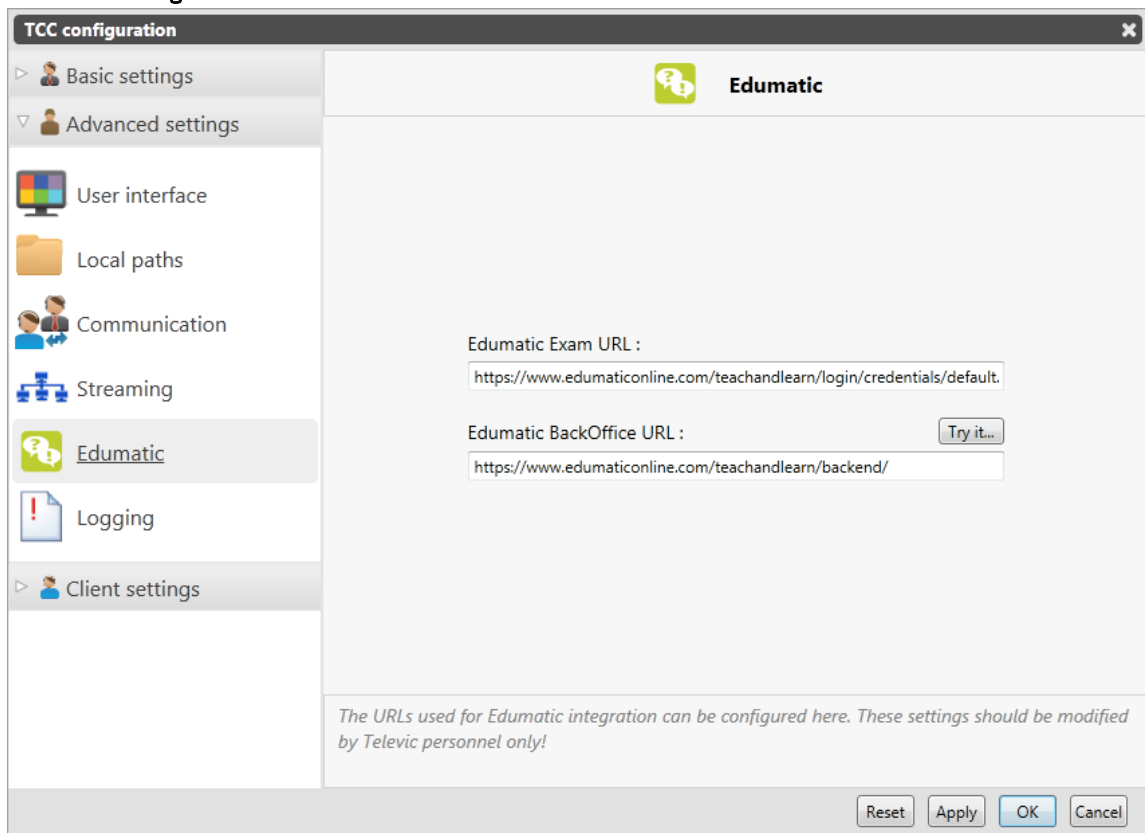 TCC configuration
Basic settings
Advanced settings
User interface
Local paths
Communication
Streaming
Edumatic
Logging
Client settings
Edumatic
Edumatic Exam URL :
https://www.edumaticonline.com/teachandlearn/login/credentials/default.
Edumatic BackOffice URL :
Try it...
https://www.edumaticonline.com/teachandlearn/backend/
The URLs used for Edumatic integration can be configured here. These settings should be modified
by Televic personnel only!
Reset
Apply
OK
Cancel